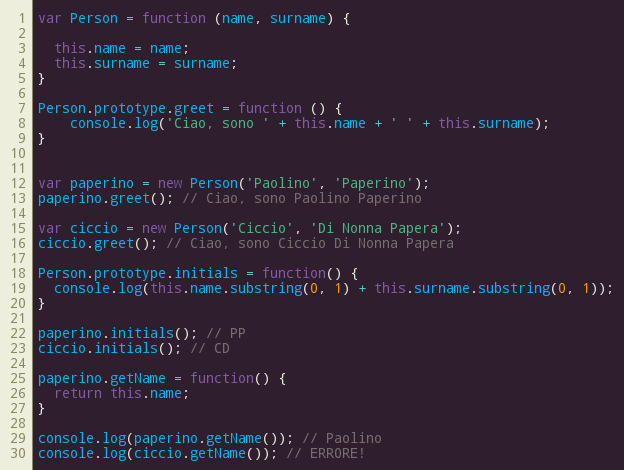 1 var Person = function (name, surname) {
2
3   this.name = name;
4   this.surname = surname;
5 }
6
7 Person.prototype.greet = function () {
8     console.log('Ciao, sono ' + this.name + ' ' + this.surname);
9 }
10
11
12 var paperino = new Person('Paolino', 'Paperino');
13 paperino.greet(); // Ciao, sono Paolino Paperino
14
15 var ciccio = new Person('Ciccio', 'Di Nonna Papera');
16 ciccio.greet(); // Ciao, sono Ciccio Di Nonna Papera
17
18 Person.prototype.initials = function() {
19   console.log(this.name.substring(0, 1) + this.surname.substring(0, 1));
20 }
21
22 paperino.initials(); // PP
23 ciccio.initials(); // CD
24
25 paperino.getName = function() {
26   return this.name;
27 }
28
29 console.log(paperino.getName()); // Paolino
30 console.log(ciccio.getName()); // ERRORE!